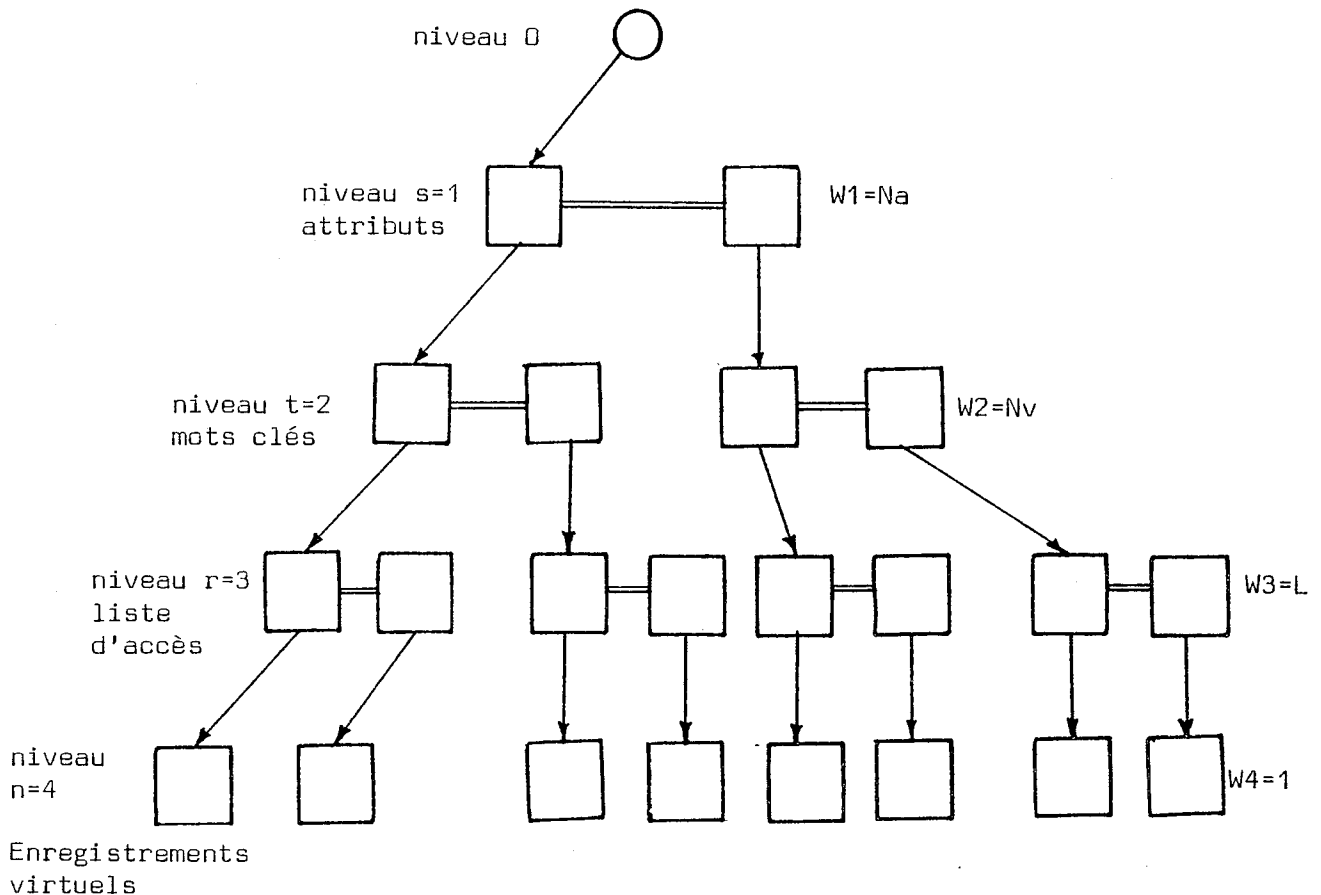 niveau 0
niveau s=1
attributs
W1=Na
niveau t=2
mots clés
W2=Nv
niveau r=3
liste
d'accès
W3=L
niveau
n=4
W4=1
Enregistrements
virtuels